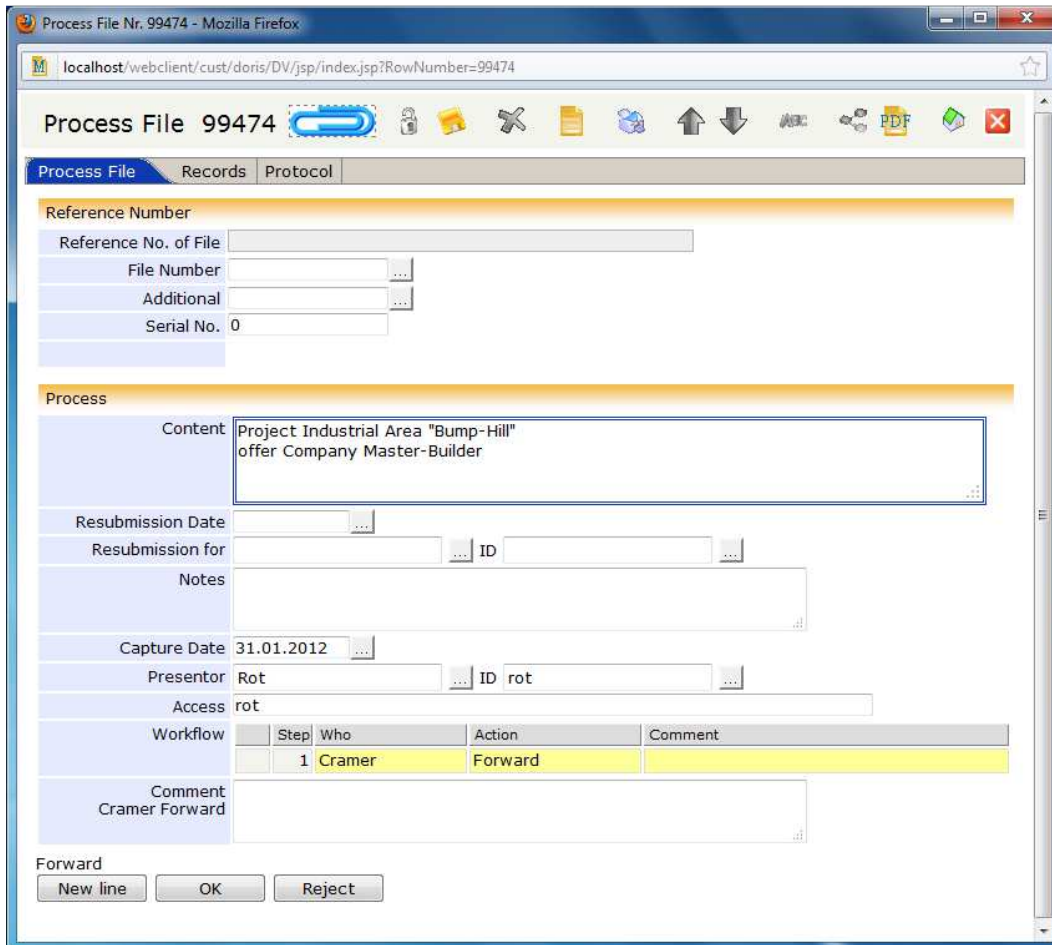 Process File Nr. 99474 - Mozilla Firefox
localhost/webclient/cust/doris/DV/jsp/index.jsp?RowNumber=99474
Process File 99474 ABC PDF
Process File Records Protocol
Reference Number
Reference No. of File
File Number ...
Additional ...
Serial No. 0
Process
Content Project Industrial Area "Bump-Hill"
offer Company Master-Builder
Resubmission Date ...
Resubmission for ... ID ...
Notes
Capture Date 31.01.2012 ...
Presentor Rot ... ID rot ...
Access rot
Workflow Step Who Action Comment
1 Cramer Forward
Comment
Cramer Forward
Forward
New line OK Reject